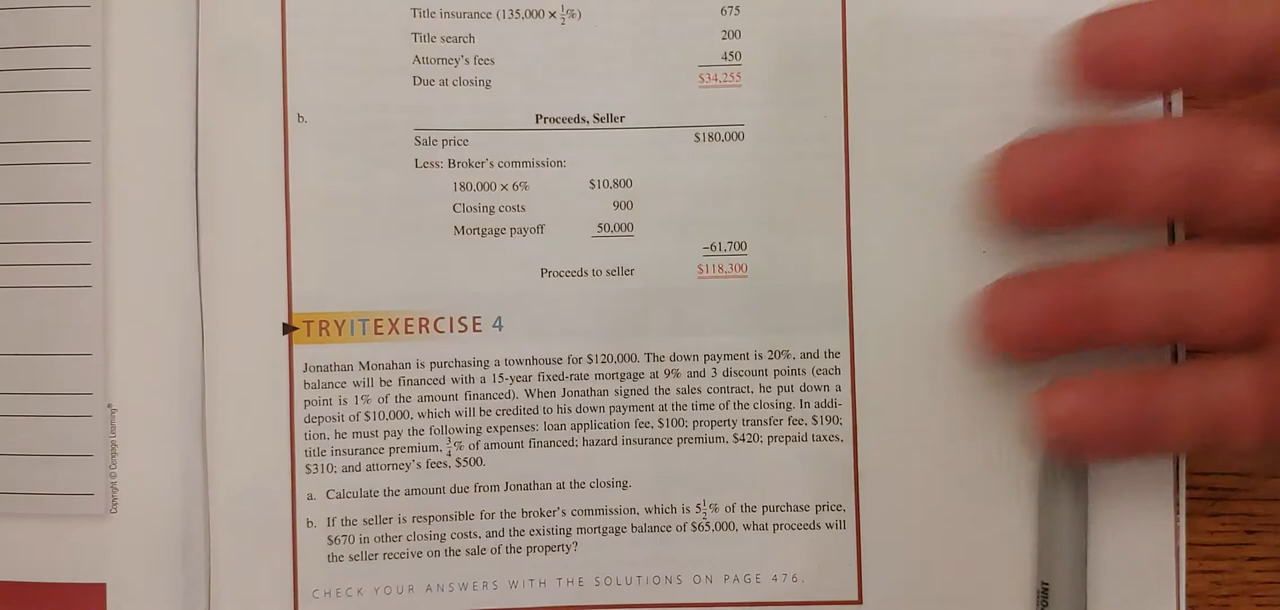 Title insurance (135,000 × 1/2%) 675
Title search 200
Attorney's fees 450
Due at closing $34,255
b.
Proceeds, Seller
Sale price $180,000
Less: Broker's commission:
180,000 × 6% $10,800
Closing costs 900
Mortgage payoff 50,000
−61,700
Proceeds to seller $118,300
TRYITEXERCISE 4
Jonathan Monahan is purchasing a townhouse for $120,000. The down payment is 20%, and the
balance will be financed with a 15-year fixed-rate mortgage at 9% and 3 discount points (each
point is 1% of the amount financed). When Jonathan signed the sales contract, he put down a
deposit of $10,000, which will be credited to his down payment at the time of the closing. In addi-
tion, he must pay the following expenses: loan application fee, $100; property transfer fee, $190;
title insurance premium, 3/4% of amount financed; hazard insurance premium, $420; prepaid taxes,
$310; and attorney's fees, $500.
a. Calculate the amount due from Jonathan at the closing.
b. If the seller is responsible for the broker's commission, which is 5 1/2% of the purchase price,
$670 in other closing costs, and the existing mortgage balance of $65,000, what proceeds will
the seller receive on the sale of the property?
CHECK YOUR ANSWERS WITH THE SOLUTIONS ON PAGE 476.
Copyright © Cengage Learning®
POINT